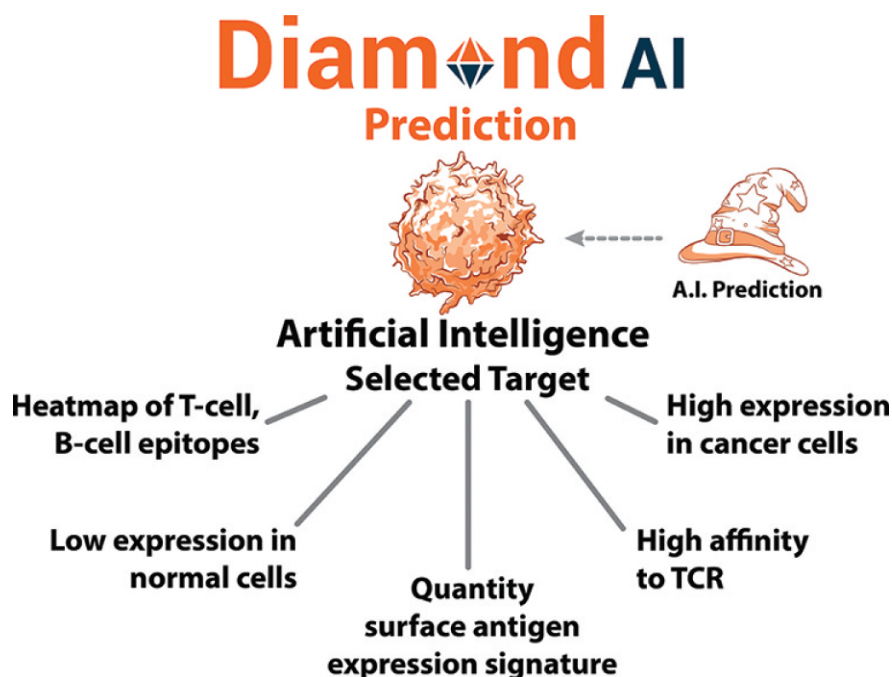 Diamond AI
Prediction
A.I. Prediction
Artificial Intelligence
Selected Target
Heatmap of T-cell,
B-cell epitopes
High expression
in cancer cells
Low expression in
normal cells
High affinity
to TCR
Quantity
surface antigen
expression signature